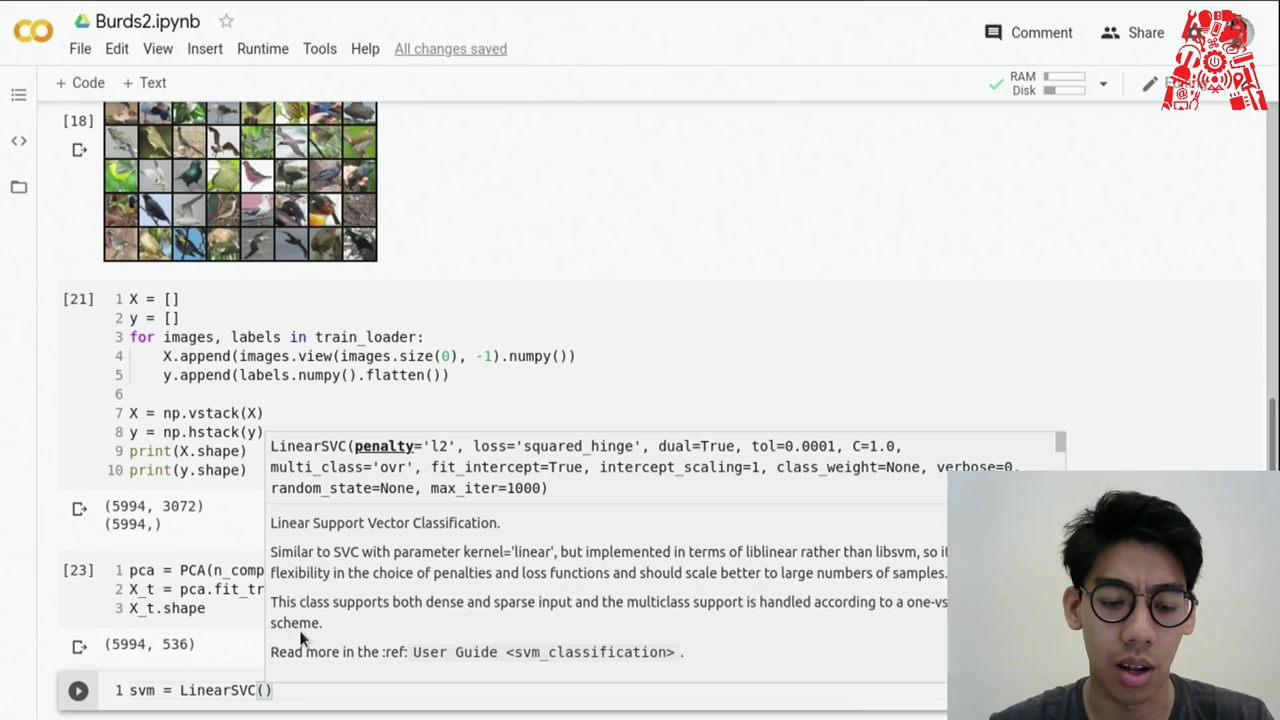 Burds2.ipynb
File Edit View Insert Runtime Tools Help All changes saved
Comment Share
+ Code + Text
RAM
Disk
[18]
[21]
1 X = []
2 y = []
3 for images, labels in train_loader:
4 X.append(images.view(images.size(0), -1).numpy())
5 y.append(labels.numpy().flatten())
6
7 X = np.vstack(X)
8 y = np.hstack(y)
9 print(X.shape)
10 print(y.shape)
LinearSVC(penalty='l2', loss='squared_hinge', dual=True, tol=0.0001, C=1.0,
multi_class='ovr', fit_intercept=True, intercept_scaling=1, class_weight=None, verbose=0,
random_state=None, max_iter=1000)
Linear Support Vector Classification.
Similar to SVC with parameter kernel='linear', but implemented in terms of liblinear rather than libsvm, so
flexibility in the choice of penalties and loss functions and should scale better to large numbers of samples.
This class supports both dense and sparse input and the multiclass support is handled according to a
scheme.
Read more in the :ref: User Guide <svm_classification> .
(5994, 3072)
(5994,)
[23]
1 pca = PCA(n_comp
2 X_t = pca.fit_tr
3 X_t.shape
(5994, 536)
1 svm = LinearSVC()